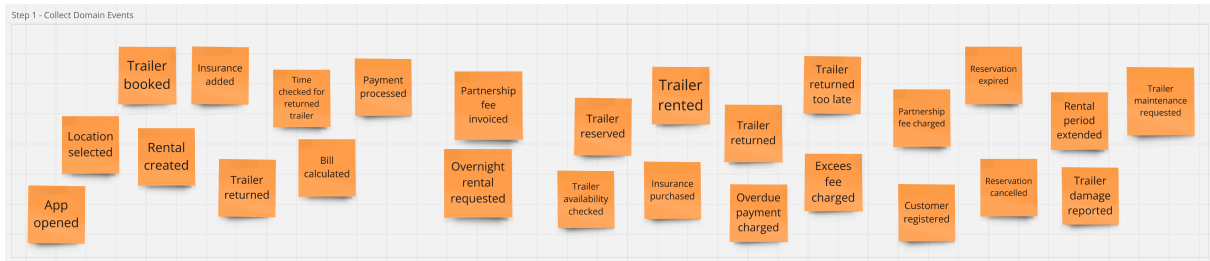 Step 1 - Collect Domain Events
App
opened
Location
selected
Trailer
booked
Rental
created
Insurance
added
Trailer
returned
Time
checked for
returned
trailer
Bill
calculated
Payment
processed
Partnership
fee
invoiced
Overnight
rental
requested
Trailer
reserved
Trailer
availability
checked
Trailer
rented
Insurance
purchased
Trailer
returned
Overdue
payment
charged
Trailer
returned
too late
Excees
fee
charged
Partnership
fee charged
Customer
registered
Reservation
expired
Reservation
cancelled
Rental
period
extended
Trailer
damage
reported
Trailer
maintenance
requested